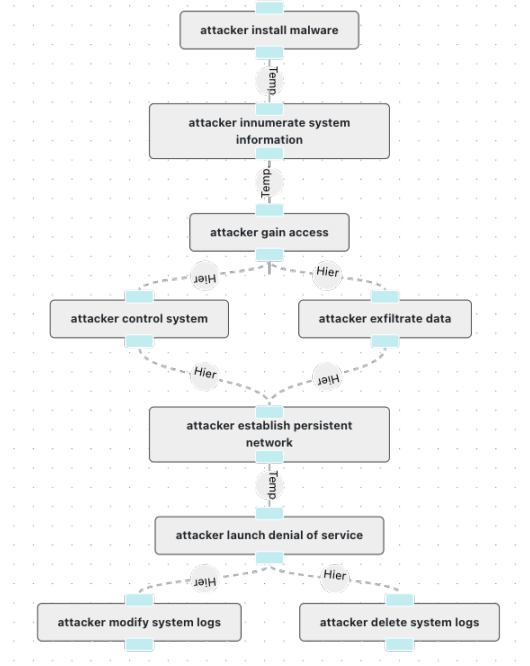 attacker install malware
Temp
attacker innumerate system
information
Temp
attacker gain access
Hier
Hier
attacker control system
attacker exfiltrate data
Hier
Hier
attacker establish persistent
network
Temp
attacker launch denial of service
Hier
Hier
attacker modify system logs
attacker delete system logs